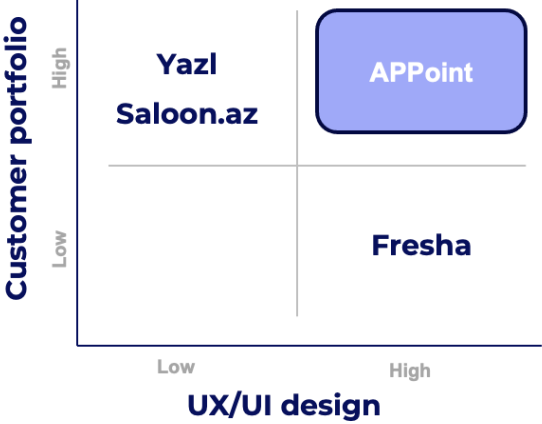 Customer portfolio
High
Low
Yazl
Saloon.az
APPoint
Fresha
Low
High
UX/UI design